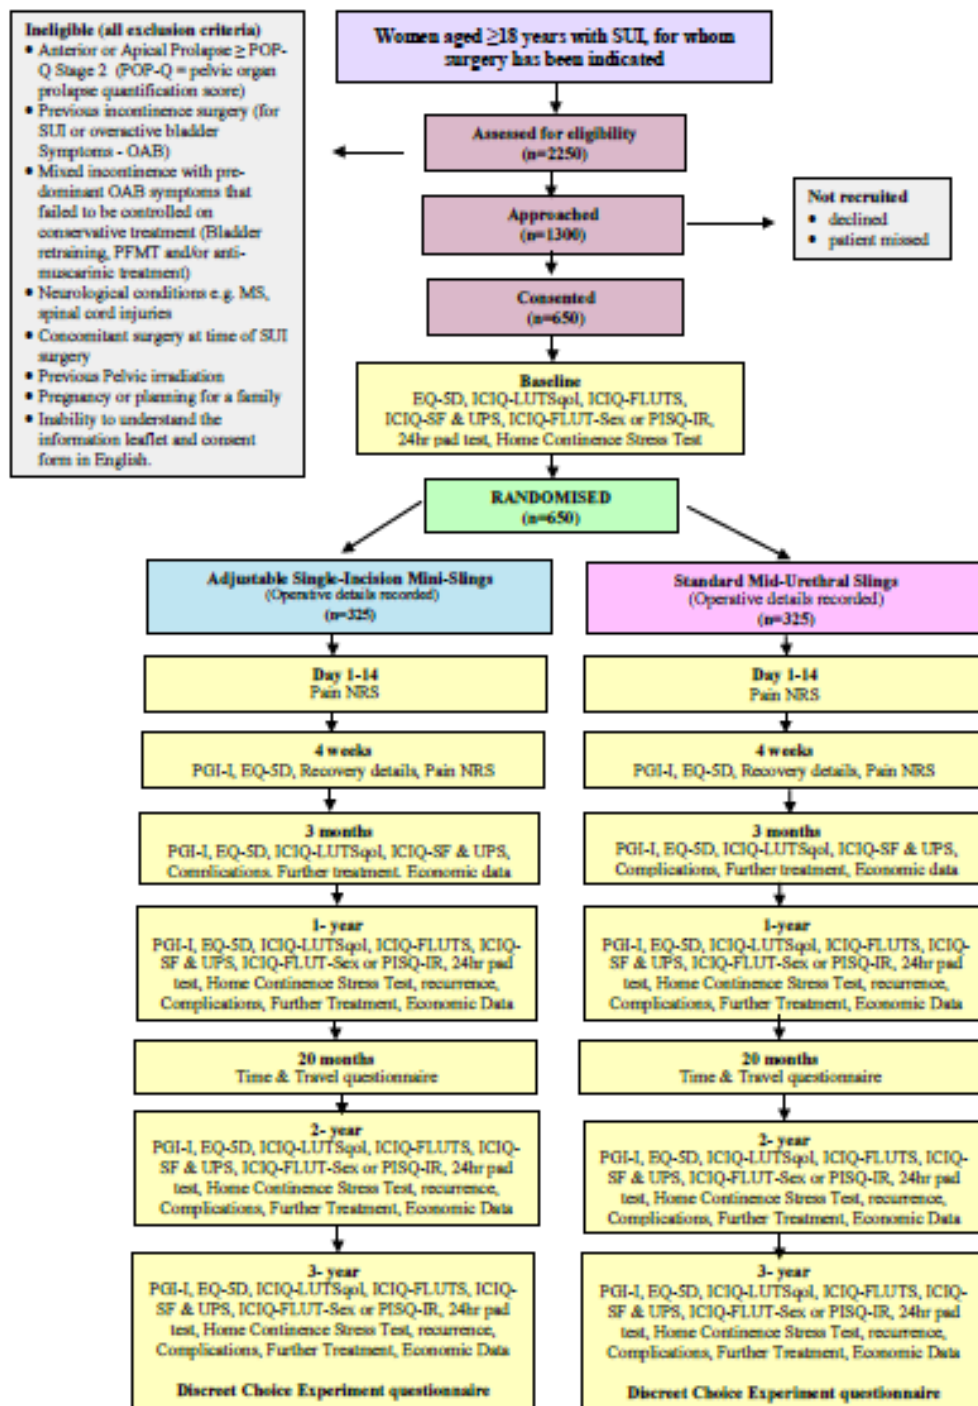 Ineligible (all exclusion criteria)
• Anterior or Apical Prolapse ≥ POP-
Q Stage 2 (POP-Q = pelvic organ
prolapse quantification score)
• Previous incontinence surgery (for
SUI or overactive bladder
Symptoms - OAB)
• Mixed incontinence with pre-
dominant OAB symptoms that
failed to be controlled on
conservative treatment (Bladder
retraining, PFMT and/or anti-
muscarinic treatment)
• Neurological conditions e.g. MS,
spinal cord injuries
• Concomitant surgery at time of SUI
surgery
• Previous Pelvic irradiation
• Pregnancy or planning for a family
• Inability to understand the
information leaflet and consent
form in English.
Women aged ≥18 years with SUI, for whom
surgery has been indicated
Assessed for eligibility
(n=2250)
Approached
(n=1300)
Not recruited
• declined
• patient missed
Consented
(n=650)
Baseline
EQ-5D, ICIQ-LUTSqol, ICIQ-FLUTS,
ICIQ-SF & UPS, ICIQ-FLUT-Sex or PISQ-IR,
24hr pad test, Home Continence Stress Test
RANDOMISED
(n=650)
Adjustable Single-Incision Mini-Slings
(Operative details recorded)
(n=325)
Day 1-14
Pain NRS
4 weeks
PGI-I, EQ-5D, Recovery details, Pain NRS
3 months
PGI-I, EQ-5D, ICIQ-LUTSqol, ICIQ-SF & UPS,
Complications. Further treatment. Economic data
1- year
PGI-I, EQ-5D, ICIQ-LUTSqol, ICIQ-FLUTS, ICIQ-
SF & UPS, ICIQ-FLUT-Sex or PISQ-IR, 24hr pad
test, Home Continence Stress Test, recurrence,
Complications, Further Treatment, Economic Data
20 months
Time & Travel questionnaire
2- year
PGI-I, EQ-5D, ICIQ-LUTSqol, ICIQ-FLUTS, ICIQ-
SF & UPS, ICIQ-FLUT-Sex or PISQ-IR, 24hr pad
test, Home Continence Stress Test, recurrence,
Complications, Further Treatment, Economic Data
3- year
PGI-I, EQ-5D, ICIQ-LUTSqol, ICIQ-FLUTS, ICIQ-
SF & UPS, ICIQ-FLUT-Sex or PISQ-IR, 24hr pad
test, Home Continence Stress Test, recurrence,
Complications, Further Treatment, Economic Data
Discreet Choice Experiment questionnaire
Standard Mid-Urethral Slings
(Operative details recorded)
(n=325)
Day 1-14
Pain NRS
4 weeks
PGI-I, EQ-5D, Recovery details, Pain NRS
3 months
PGI-I, EQ-5D, ICIQ-LUTSqol, ICIQ-SF & UPS,
Complications, Further treatment, Economic data
1-year
PGI-I, EQ-5D, ICIQ-LUTSqol, ICIQ-FLUTS, ICIQ-
SF & UPS, ICIQ-FLUT-Sex or PISQ-IR, 24hr pad
test, Home Continence Stress Test, recurrence,
Complications, Further Treatment, Economic Data
20 months
Time & Travel questionnaire
2- year
PGI-I, EQ-5D, ICIQ-LUTSqol, ICIQ-FLUTS, ICIQ-
SF & UPS, ICIQ-FLUT-Sex or PISQ-IR, 24hr pad
test, Home Continence Stress Test, recurrence,
Complications, Further Treatment, Economic Data
3- year
PGI-I, EQ-5D, ICIQ-LUTSqol, ICIQ-FLUTS, ICIQ-
SF & UPS, ICIQ-FLUT-Sex or PISQ-IR, 24hr pad
test, Home Continence Stress Test, recurrence,
Complications, Further Treatment, Economic Data
Discreet Choice Experiment questionnaire